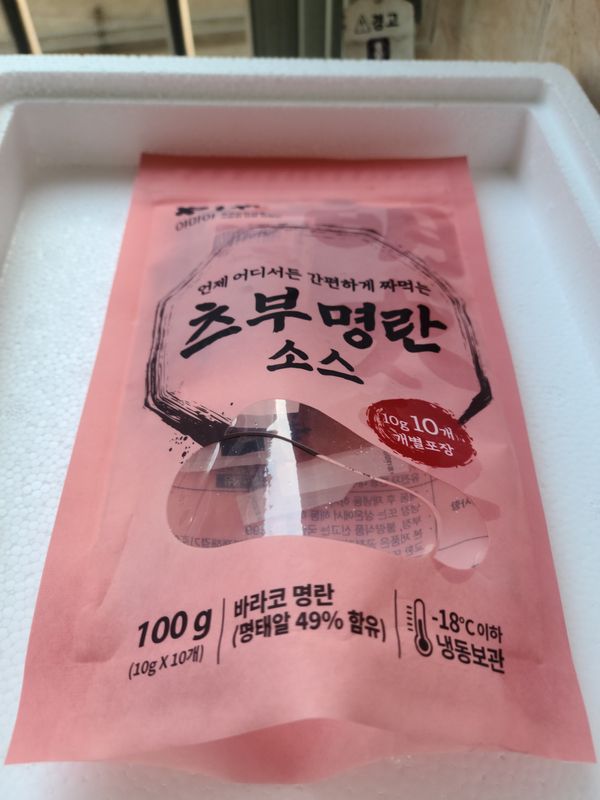 경고
언제 어디서든 간편하게 짜먹는
츠부명란
소스
10g 10개
개별포장
100g
(10g X 10개)
바라코 명란
(명태알 49% 함유)
-18℃ 이하
냉동보관